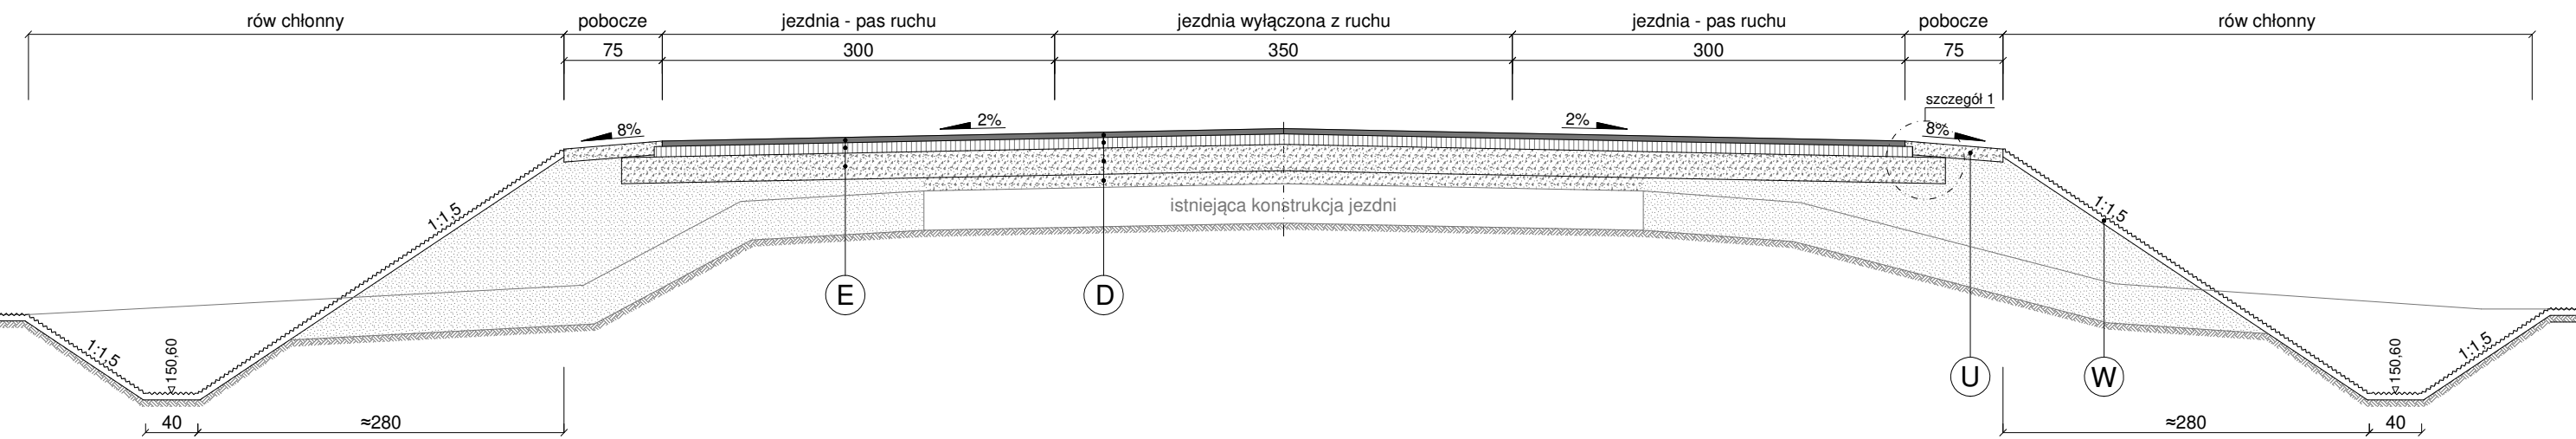 rów chłonny pobocze jezdnia - pas ruchu jezdnia wyłączona z ruchu jezdnia - pas ruchu pobocze rów chłonny
75 300 350 300 75
szczegół 1
8% 2% 2% 8%
istniejąca konstrukcja jezdni
1:1,5 1:1,5
E D
1:1,5 150,60 150,60 1:1,5
U W
40 ≈280 ≈280 40